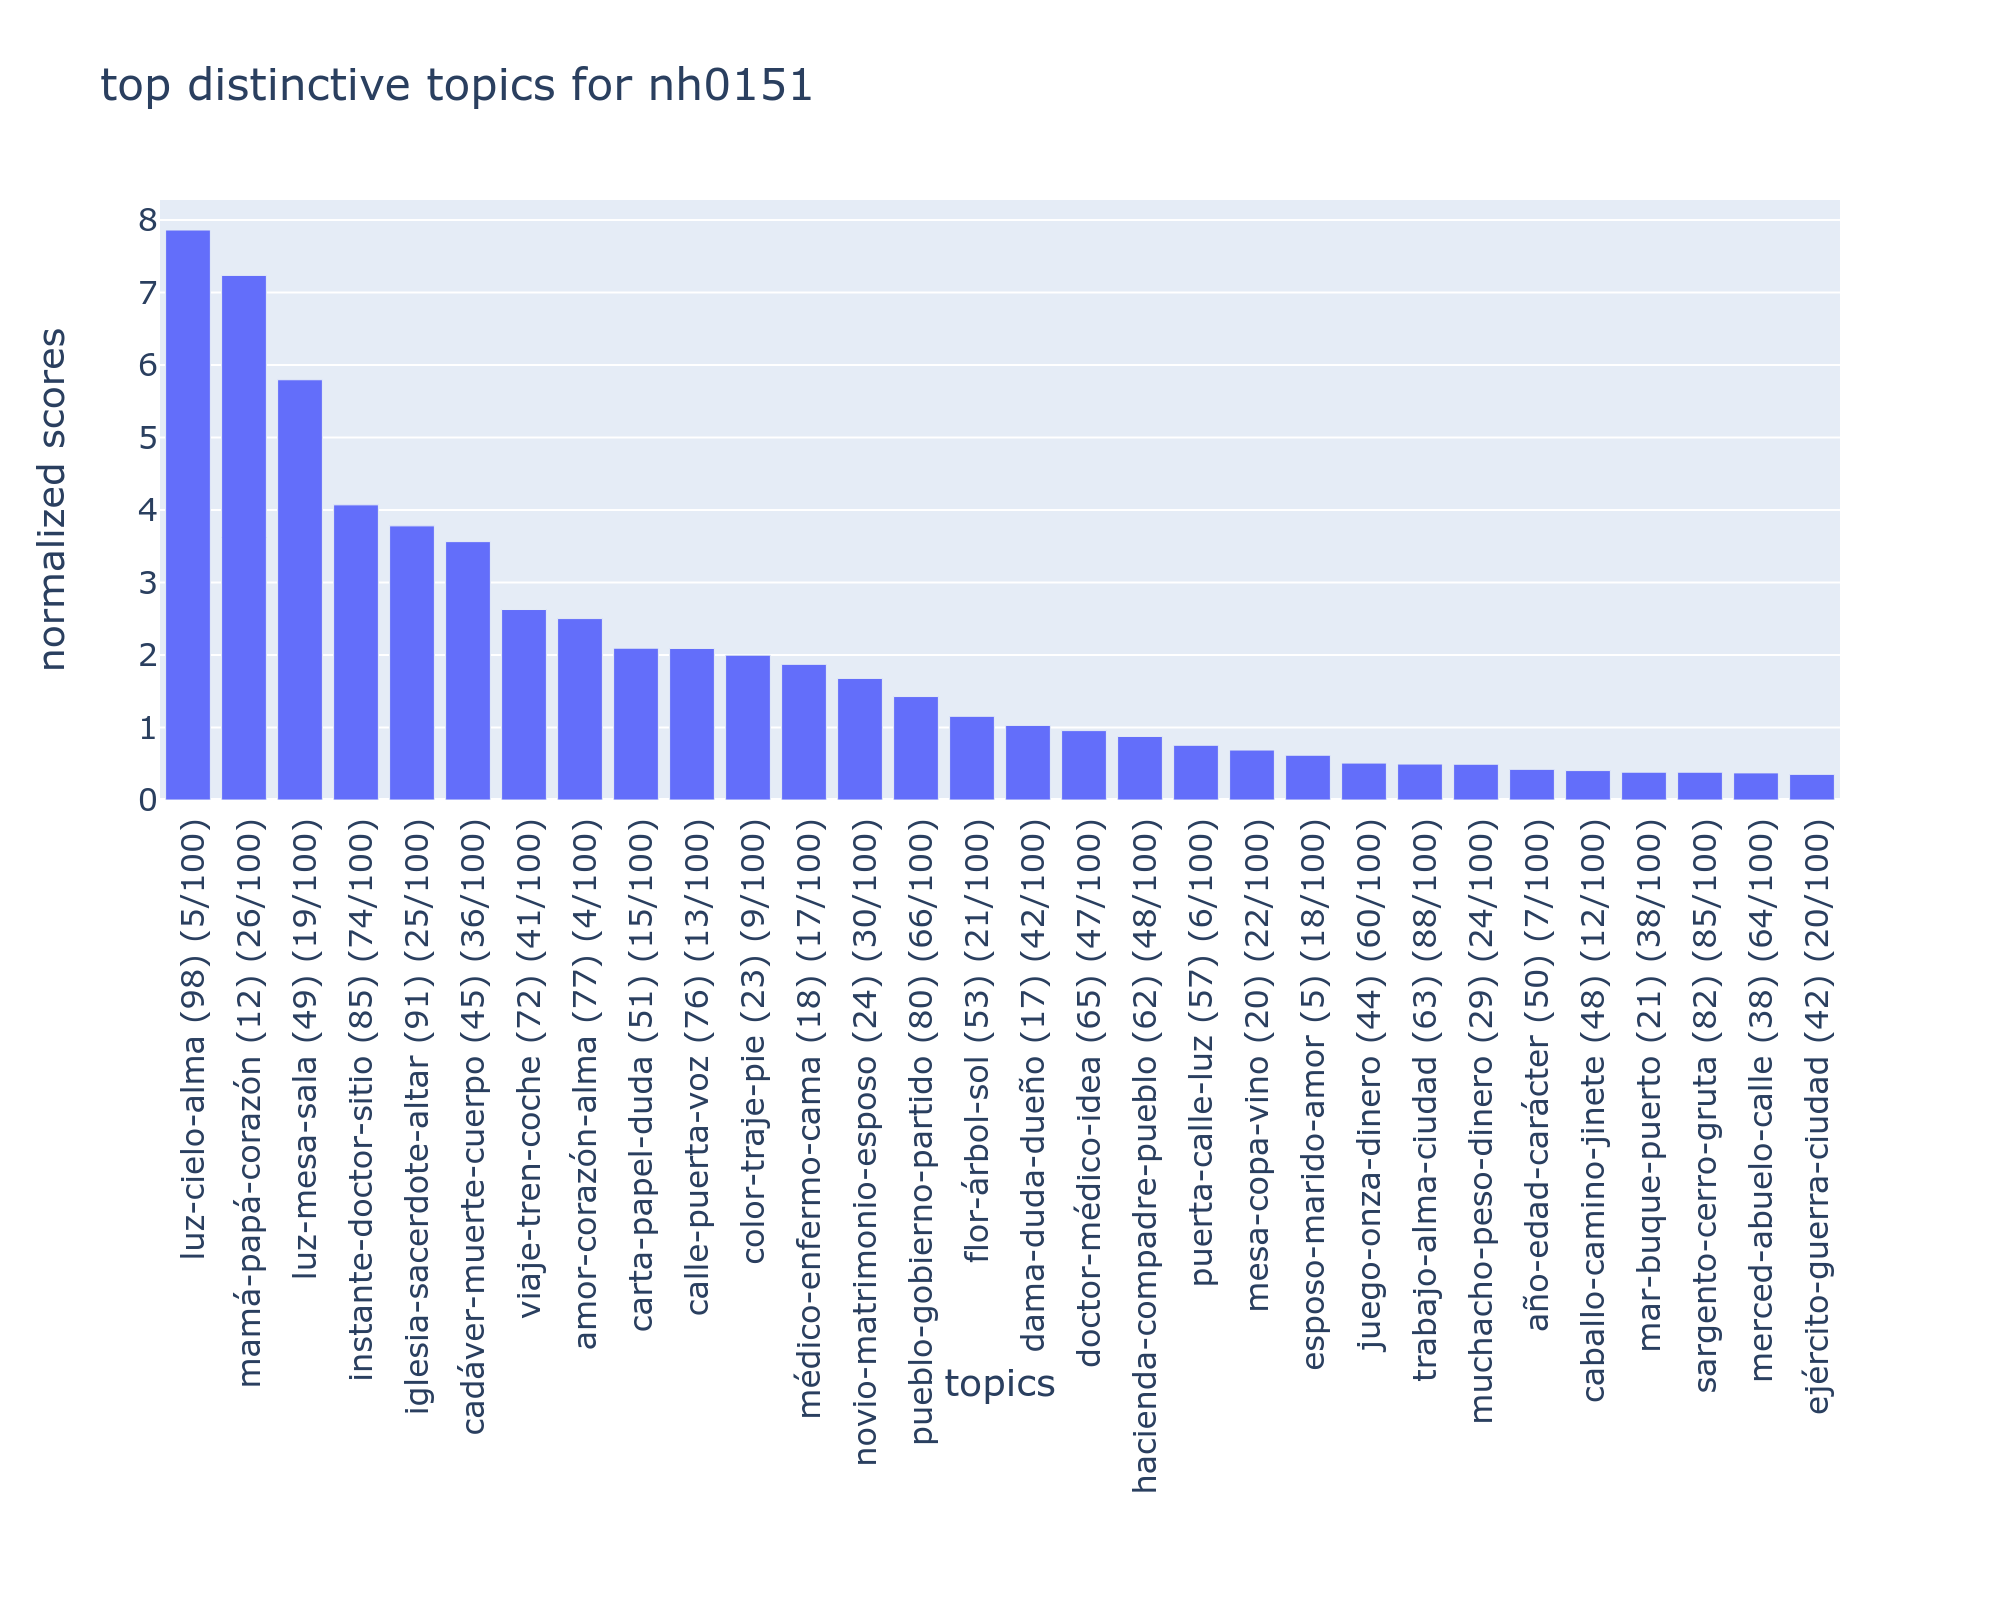 top distinctive topics for nh0151
normalized scores
8
7
6
5
4
3
2
1
0
luz-cielo-alma (98) (5/100)
mamá-papá-corazón (12) (26/100)
luz-mesa-sala (49) (19/100)
instante-doctor-sitio (85) (74/100)
iglesia-sacerdote-altar (91) (25/100)
cadáver-muerte-cuerpo (45) (36/100)
viaje-tren-coche (72) (41/100)
amor-corazón-alma (77) (4/100)
carta-papel-duda (51) (15/100)
calle-puerta-voz (76) (13/100)
color-traje-pie (23) (9/100)
médico-enfermo-cama (18) (17/100)
novio-matrimonio-esposo (24) (30/100)
pueblo-gobierno-partido (80) (66/100)
flor-árbol-sol (53) (21/100)
dama-duda-dueño (17) (42/100)
doctor-médico-idea (65) (47/100)
hacienda-compadre-pueblo (62) (48/100)
puerta-calle-luz (57) (6/100)
mesa-copa-vino (20) (22/100)
esposo-marido-amor (5) (18/100)
juego-onza-dinero (44) (60/100)
trabajo-alma-ciudad (63) (88/100)
muchacho-peso-dinero (29) (24/100)
año-edad-carácter (50) (7/100)
caballo-camino-jinete (48) (12/100)
mar-buque-puerto (21) (38/100)
sargento-cerro-gruta (82) (85/100)
merced-abuelo-calle (38) (64/100)
ejército-guerra-ciudad (42) (20/100)
topics